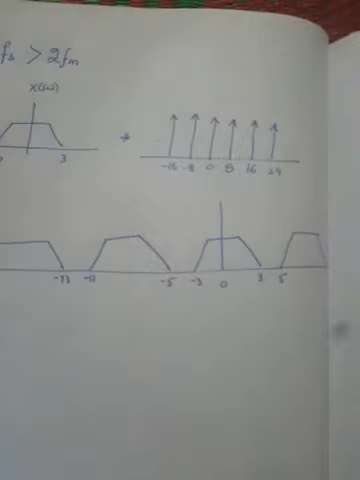 fs > 2fm
X(ω)
3 * -16 -8 0 8 16 24
-13 -11 -5 -3 0 3 5